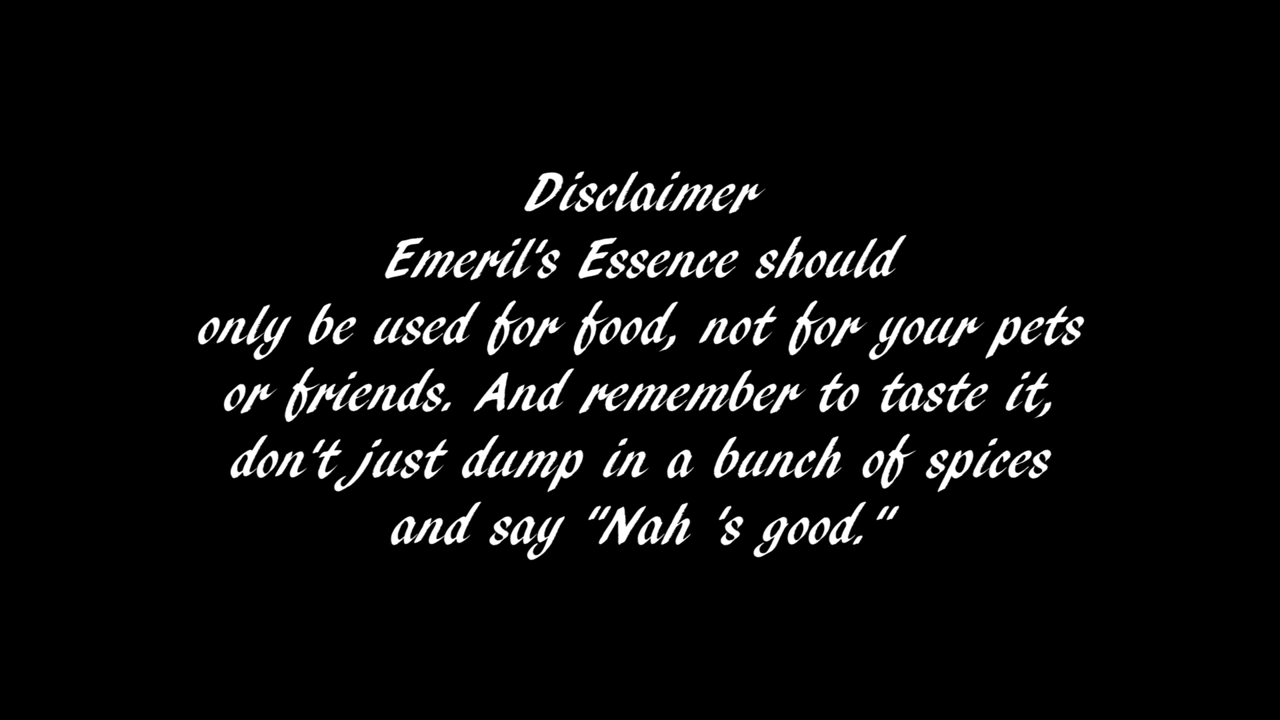 Disclaimer
Emeril's Essence should
only be used for food, not for your pets
or friends. And remember to taste it,
don't just dump in a bunch of spices
and say "Nah 's good."